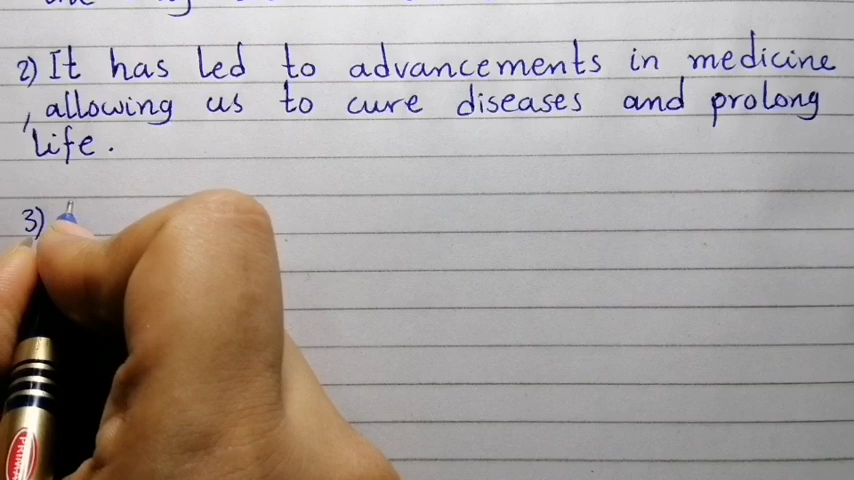 2) It has led to advancements in medicine
, allowing us to cure diseases and prolong
life.
3)